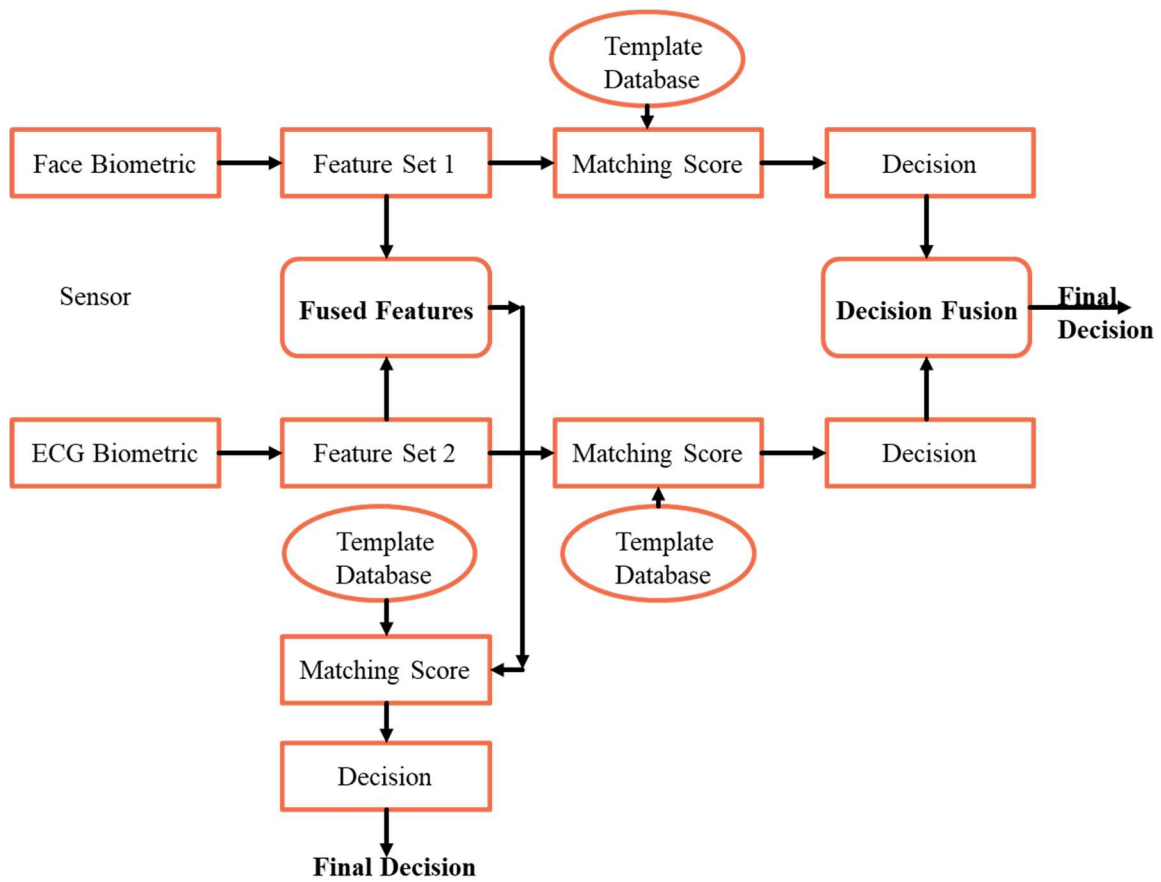 Template
Database
Face Biometric
Feature Set 1
Matching Score
Decision
Sensor
Fused Features
Decision Fusion
Final
Decision
ECG Biometric
Feature Set 2
Matching Score
Decision
Template
Database
Template
Database
Matching Score
Decision
Final Decision